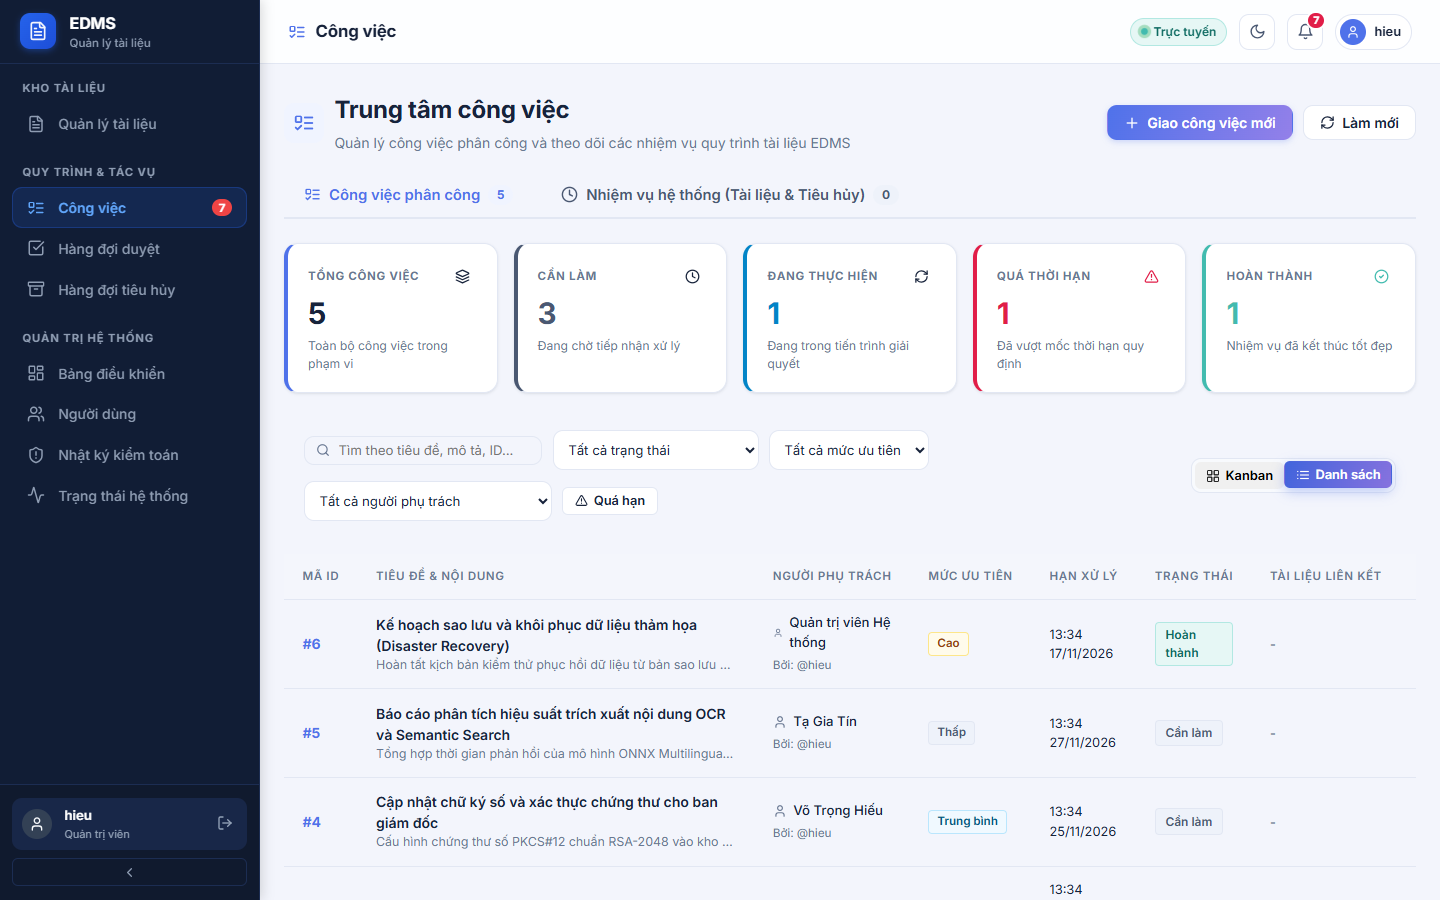 EDMS
Quản lý tài liệu
KHO TÀI LIỆU
Quản lý tài liệu
QUY TRÌNH & TÁC VỤ
Công việc 7
Hàng đợi duyệt
Hàng đợi tiêu hủy
QUẢN TRỊ HỆ THỐNG
Bảng điều khiển
Người dùng
Nhật ký kiểm toán
Trạng thái hệ thống
hieu
Quản trị viên
Công việc
Trực tuyến
7
hieu
Trung tâm công việc
Quản lý công việc phân công và theo dõi các nhiệm vụ quy trình tài liệu EDMS
Giao công việc mới
Làm mới
Công việc phân công 5
Nhiệm vụ hệ thống (Tài liệu & Tiêu hủy) 0
TỔNG CÔNG VIỆC
5
Toàn bộ công việc trong
phạm vi
CẦN LÀM
3
Đang chờ tiếp nhận xử lý
ĐANG THỰC HIỆN
1
Đang trong tiến trình giải
quyết
QUÁ THỜI HẠN
1
Đã vượt mốc thời hạn quy
định
HOÀN THÀNH
1
Nhiệm vụ đã kết thúc tốt đẹp
Tìm theo tiêu đề, mô tả, ID...
Tất cả trạng thái
Tất cả mức ưu tiên
Tất cả người phụ trách
Quá hạn
Kanban
Danh sách
MÃ ID TIÊU ĐỀ & NỘI DUNG NGƯỜI PHỤ TRÁCH MỨC ƯU TIÊN HẠN XỬ LÝ TRẠNG THÁI TÀI LIỆU LIÊN KẾT
#6
Kế hoạch sao lưu và khôi phục dữ liệu thảm họa
(Disaster Recovery)
Hoàn tất kịch bản kiểm thử phục hồi dữ liệu từ bản sao lưu ...
Quản trị viên Hệ
thống
Bởi: @hieu
Cao
13:34
17/11/2026
Hoàn
thành
-
#5
Báo cáo phân tích hiệu suất trích xuất nội dung OCR
và Semantic Search
Tổng hợp thời gian phản hồi của mô hình ONNX Multilingua...
Tạ Gia Tín
Bởi: @hieu
Thấp
13:34
27/11/2026
Cần làm
-
#4
Cập nhật chữ ký số và xác thực chứng thư cho ban
giám đốc
Cấu hình chứng thư số PKCS#12 chuẩn RSA-2048 vào kho ...
Võ Trọng Hiếu
Bởi: @hieu
Trung bình
13:34
25/11/2026
Cần làm
-
13:34